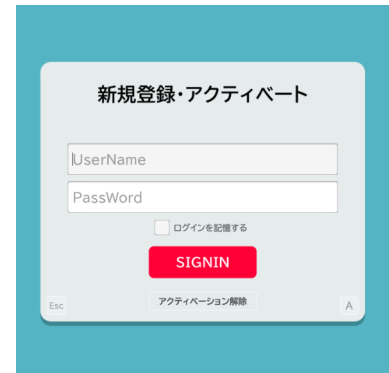 新規登録・アクティベート
UserName
PassWord
ログインを記憶する
SIGNIN
アクティベーション解除
Esc
A